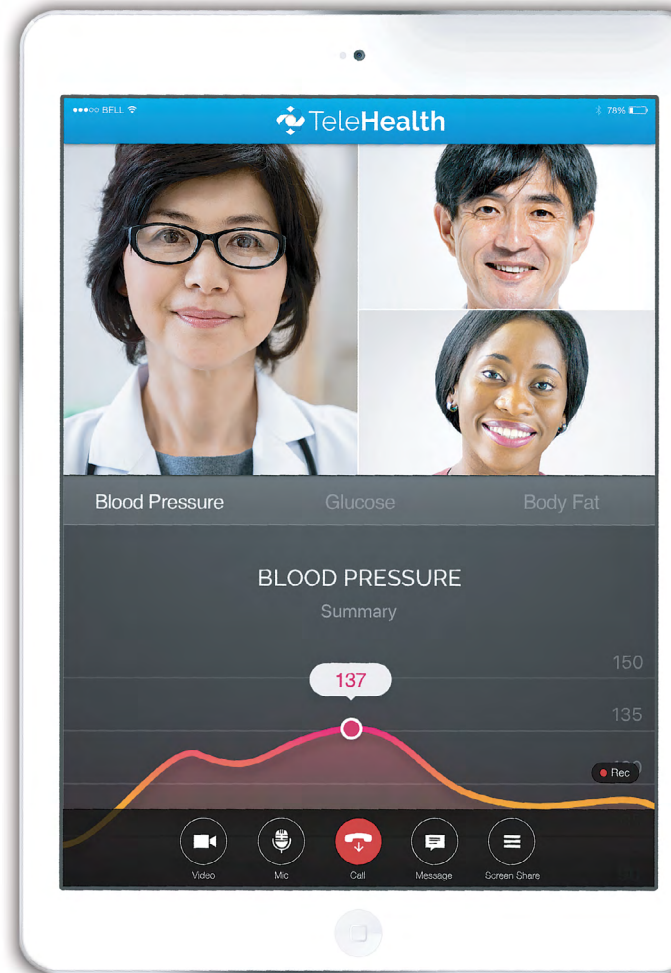 BELL
TeleHealth
78%
Blood Pressure Glucose Body Fat
BLOOD PRESSURE
Summary
150
137
135
Rec
Video Mic Call Message Screen Share